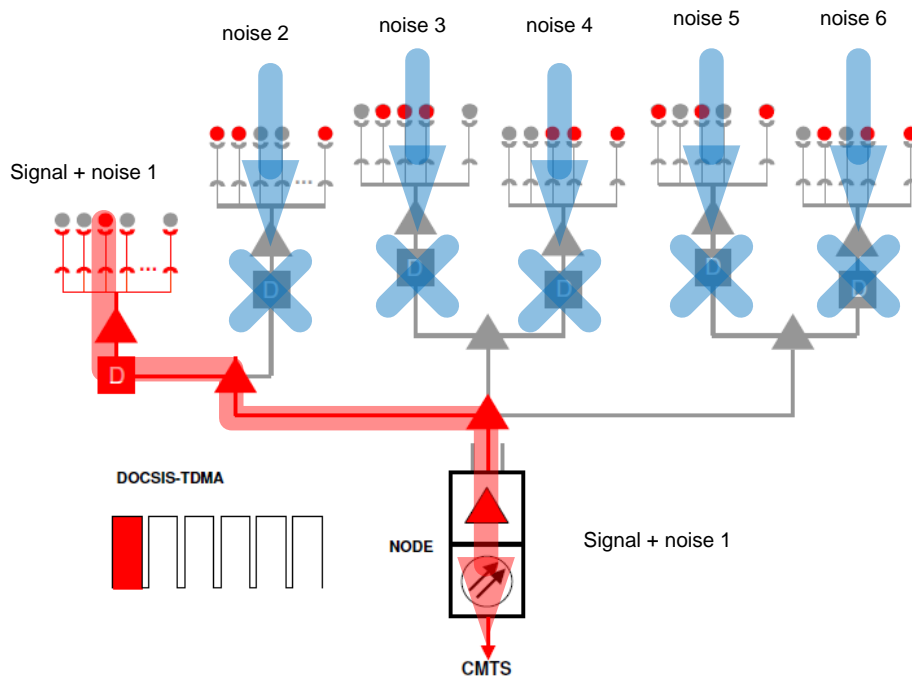 noise 2
noise 3
noise 4
noise 5
noise 6
Signal + noise 1
D
D
D
D
D
D
DOCSIS-TDMA
NODE
Signal + noise 1
CMTS